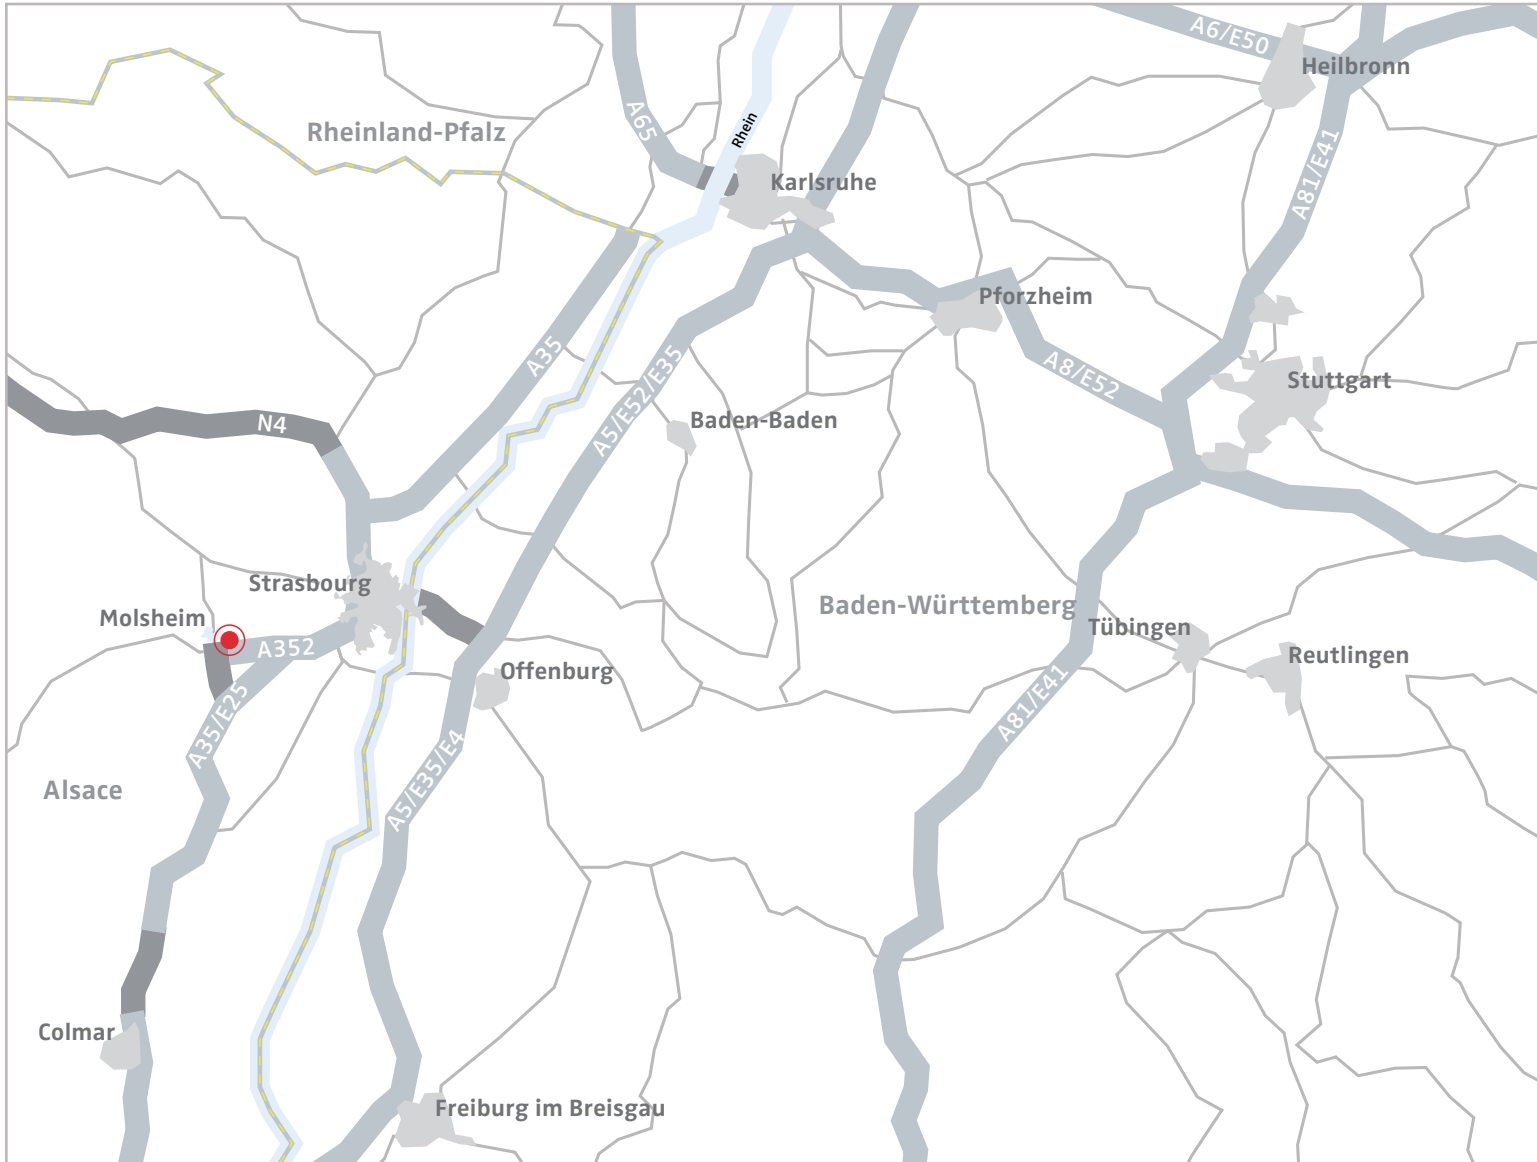 A6/E50
Heilbronn
A65
Rhein
Rheinland-Pfalz
A81/E41
Karlsruhe
Pforzheim
A35
A8/E52
Stuttgart
A5/E52/E35
N4
Baden-Baden
Strasbourg
Baden-Württemberg
Molsheim
Tübingen
A352
Reutlingen
Offenburg
A81/E41
A35/E25
A5/E35/E4
Alsace
Colmar
Freiburg im Breisgau